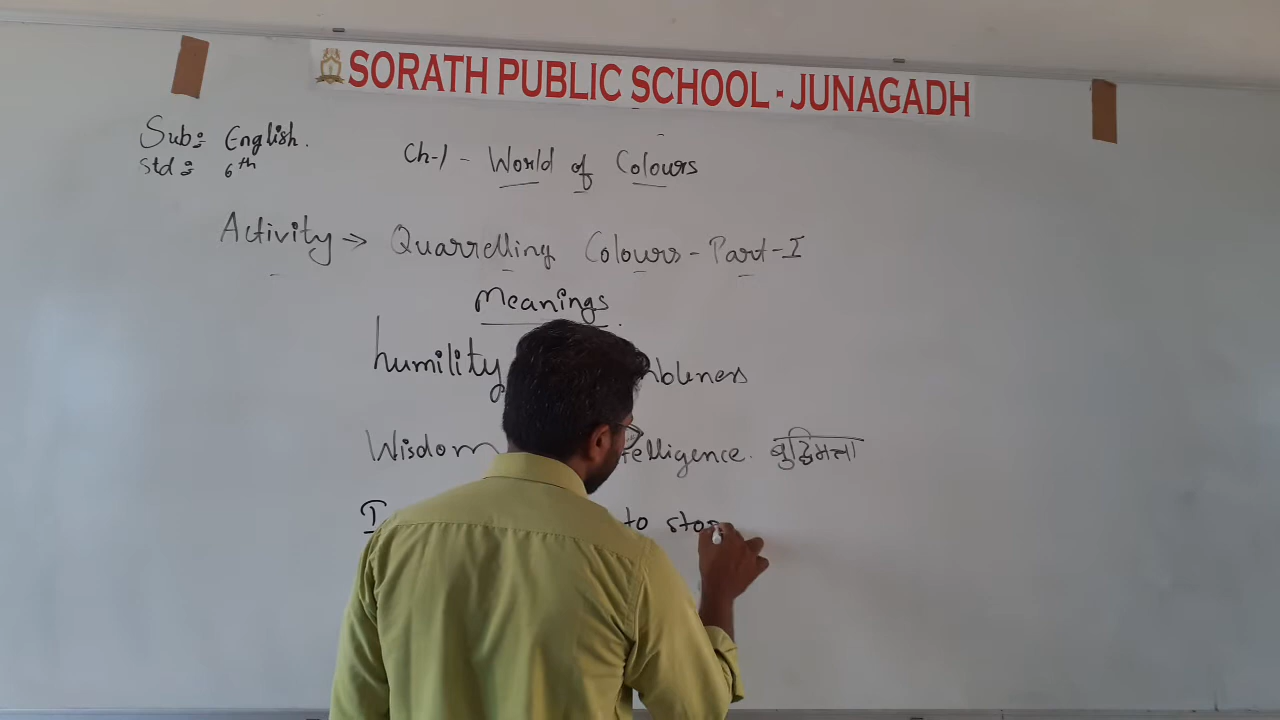 SORATH PUBLIC SCHOOL - JUNAGADH
Sub: English.
Std: 6th
Ch-1 - World of Colours
Activity → Quarrelling Colours - Part-I
Meanings
humility
Wisdom telligence. बुद्धिमत्ता
I to